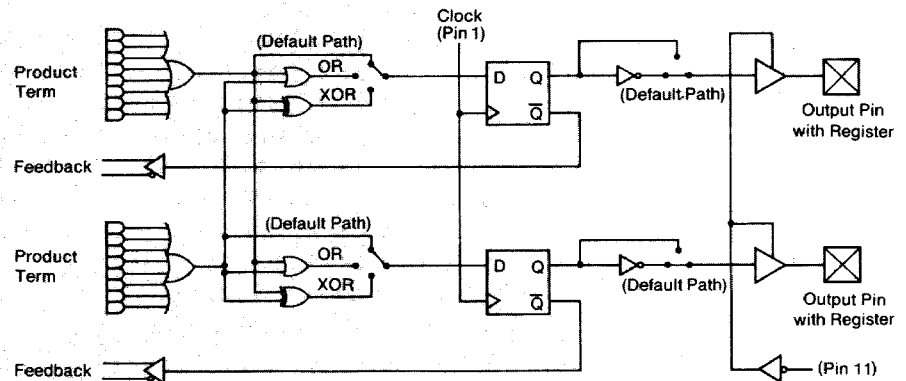 Clock
(Pin 1)
(Default Path)
OR
XOR
Product
Term
D Q
Q
(Default Path)
Output Pin
with Register
Feedback
(Default Path)
OR
XOR
Product
Term
D Q
Q
(Default Path)
Output Pin
with Register
Feedback
(Pin 11)